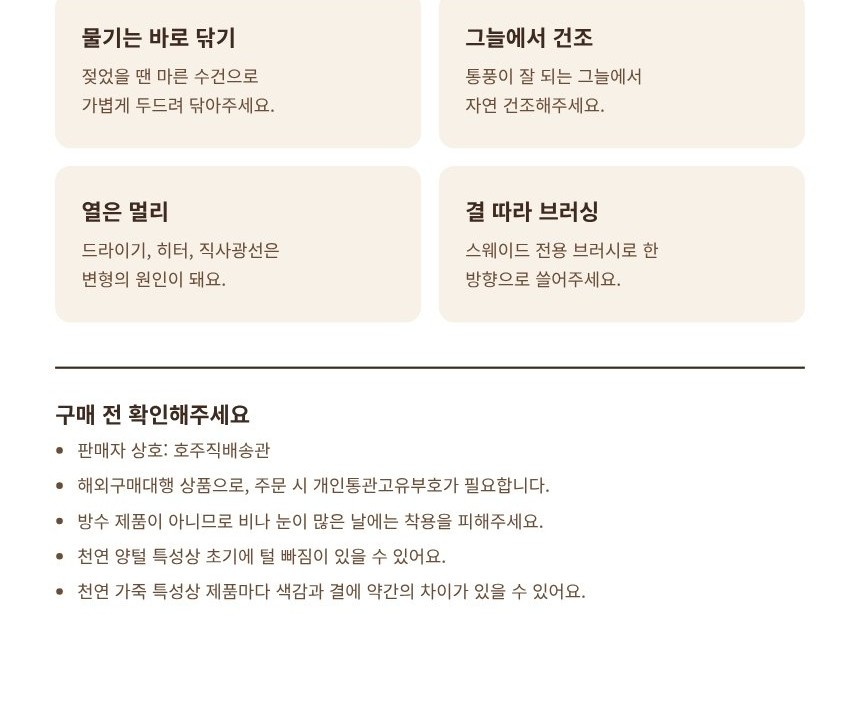 물기는 바로 닦기
젖었을 땐 마른 수건으로
가볍게 두드려 닦아주세요.
그늘에서 건조
통풍이 잘 되는 그늘에서
자연 건조해주세요.
열은 멀리
드라이기, 히터, 직사광선은
변형의 원인이 돼요.
결 따라 브러싱
스웨이드 전용 브러시로 한
방향으로 쓸어주세요.
구매 전 확인해주세요
• 판매자 상호: 호주직배송관
• 해외구매대행 상품으로, 주문 시 개인통관고유부호가 필요합니다.
• 방수 제품이 아니므로 비나 눈이 많은 날에는 착용을 피해주세요.
• 천연 양털 특성상 초기에 털 빠짐이 있을 수 있어요.
• 천연 가죽 특성상 제품마다 색감과 결에 약간의 차이가 있을 수 있어요.